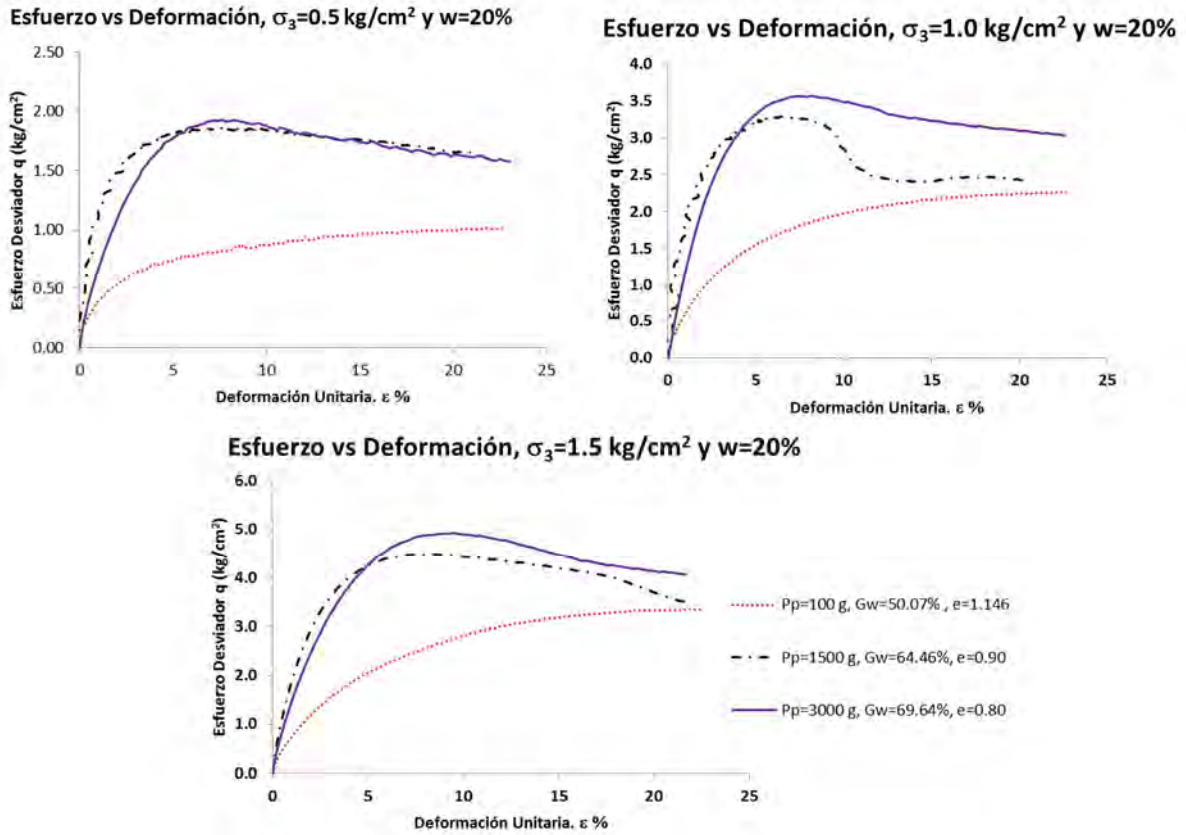 Esfuerzo vs Deformación, σ3=0.5 kg/cm² y w=20%
Esfuerzo Desviador q (kg/cm²)
2.50
2.00
1.50
1.00
0.50
0.00
0 5 10 15 20 25
Deformación Unitaria. ε %
Esfuerzo vs Deformación, σ3=1.0 kg/cm² y w=20%
Esfuerzo Desviador q (kg/cm²)
4.0
3.5
3.0
2.5
2.0
1.5
1.0
0.5
0.0
0 5 10 15 20 25
Deformación Unitaria. ε %
Esfuerzo vs Deformación, σ3=1.5 kg/cm² y w=20%
Esfuerzo Desviador q (kg/cm²)
6.0
5.0
4.0
3.0
2.0
1.0
0.0
0 5 10 15 20 25
Deformación Unitaria. ε %
Pp=100 g, Gw=50.07% , e=1.146
Pp=1500 g, Gw=64.46%, e=0.90
Pp=3000 g, Gw=69.64%, e=0.80